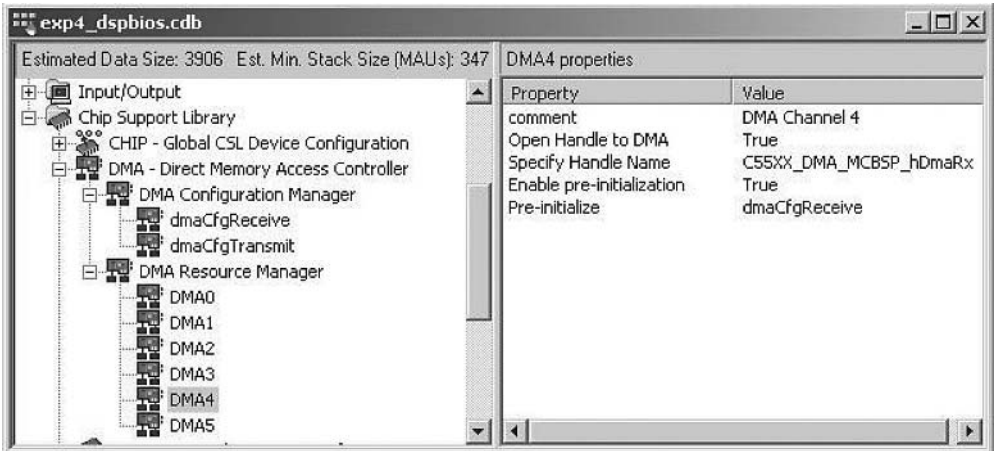 exp4_dspbios.cdb
Estimated Data Size: 3906 Est. Min. Stack Size (MAUs): 347
DMA4 properties
Input/Output
Chip Support Library
CHIP - Global CSL Device Configuration
DMA - Direct Memory Access Controller
DMA Configuration Manager
dmaCfgReceive
dmaCfgTransmit
DMA Resource Manager
DMA0
DMA1
DMA2
DMA3
DMA4
DMA5
Property Value
comment DMA Channel 4
Open Handle to DMA True
Specify Handle Name C55XX_DMA_MCBSP_hDmaRx
Enable pre-initialization True
Pre-initialize dmaCfgReceive